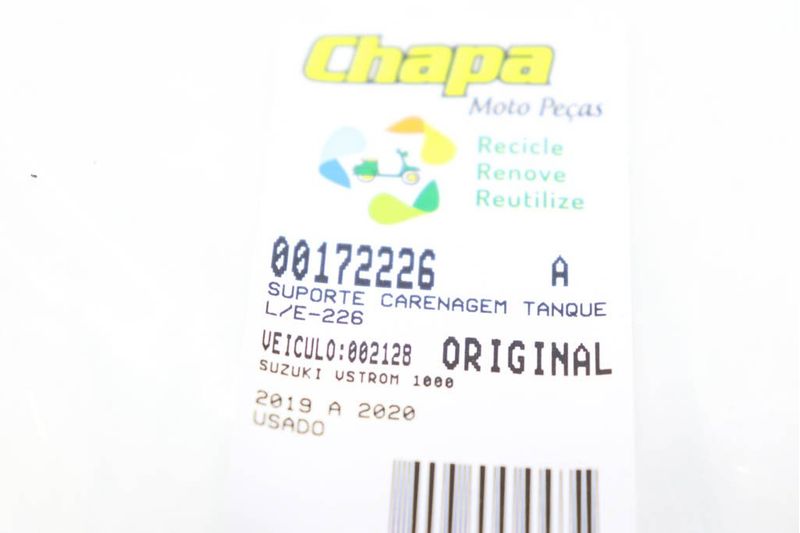 Chapa
Moto Peças
Recicle
Renove
Reutilize
00172226 A
SUPORTE CARENAGEM TANQUE
L/E-226
VEICULO:002128 ORIGINAL
SUZUKI VSTROM 1000
2019 A 2020
USADO